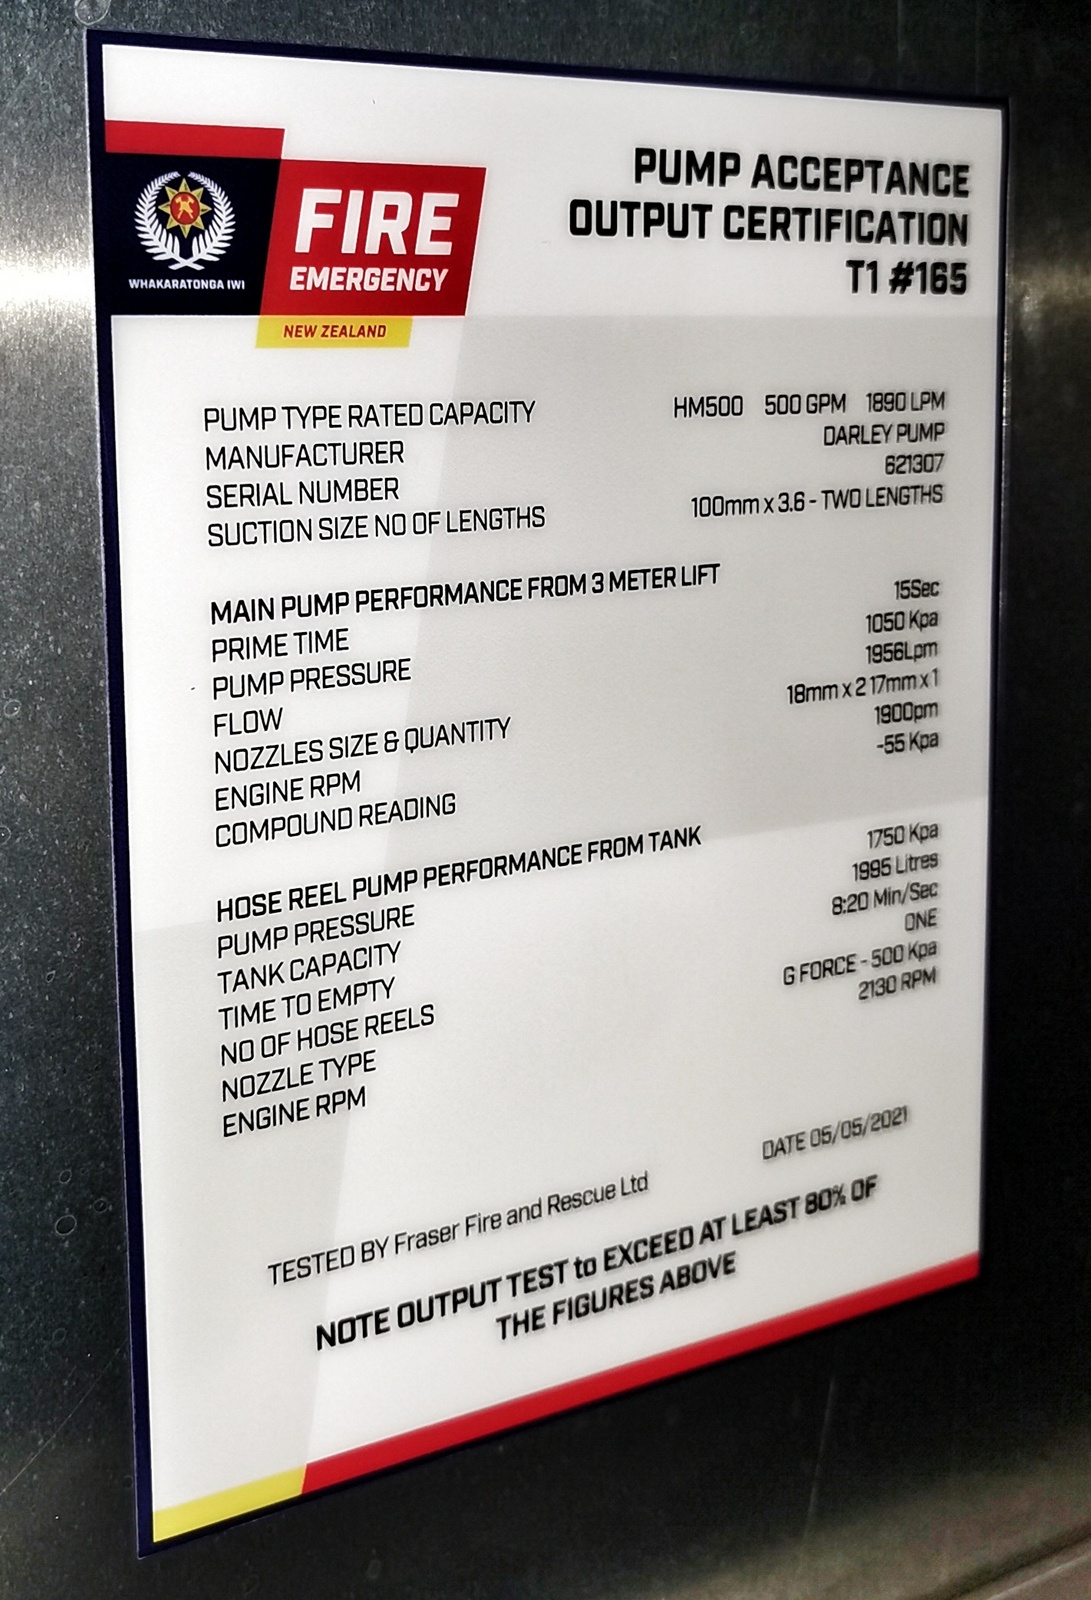 WHAKARATONGA IWI
FIRE
EMERGENCY
NEW ZEALAND
PUMP ACCEPTANCE
OUTPUT CERTIFICATION
T1 #165
PUMP TYPE RATED CAPACITY HM500 500 GPM 1890 LPM
MANUFACTURER DARLEY PUMP
SERIAL NUMBER 621307
SUCTION SIZE NO OF LENGTHS 100mm x 3.6 - TWO LENGTHS
MAIN PUMP PERFORMANCE FROM 3 METER LIFT
PRIME TIME 15Sec
PUMP PRESSURE 1050 Kpa
FLOW 1956Lpm
NOZZLES SIZE & QUANTITY 18mm x 2 17mm x 1
ENGINE RPM 1900pm
COMPOUND READING -55 Kpa
HOSE REEL PUMP PERFORMANCE FROM TANK
PUMP PRESSURE 1750 Kpa
TANK CAPACITY 1995 Litres
TIME TO EMPTY 8:20 Min/Sec
NO OF HOSE REELS ONE
NOZZLE TYPE G FORCE - 500 Kpa
ENGINE RPM 2130 RPM
DATE 05/05/2021
TESTED BY Fraser Fire and Rescue Ltd
NOTE OUTPUT TEST to EXCEED AT LEAST 80% OF
THE FIGURES ABOVE